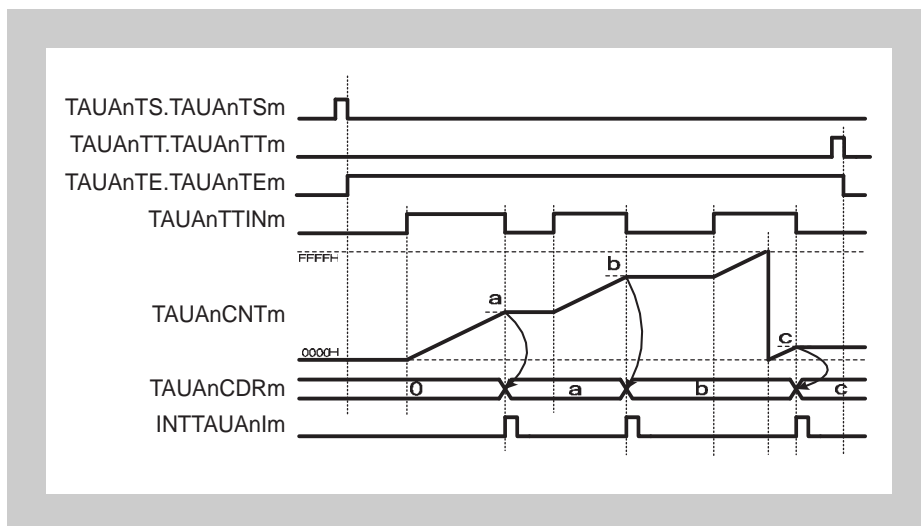 TAUAnTS.TAUAnTSm
TAUAnTT.TAUAnTTm
TAUAnTE.TAUAnTEm
TAUAnTTINm
FFFFH
b
a
TAUAnCNTm
c
0000H
TAUAnCDRm 0 a b c
INTTAUAnIm